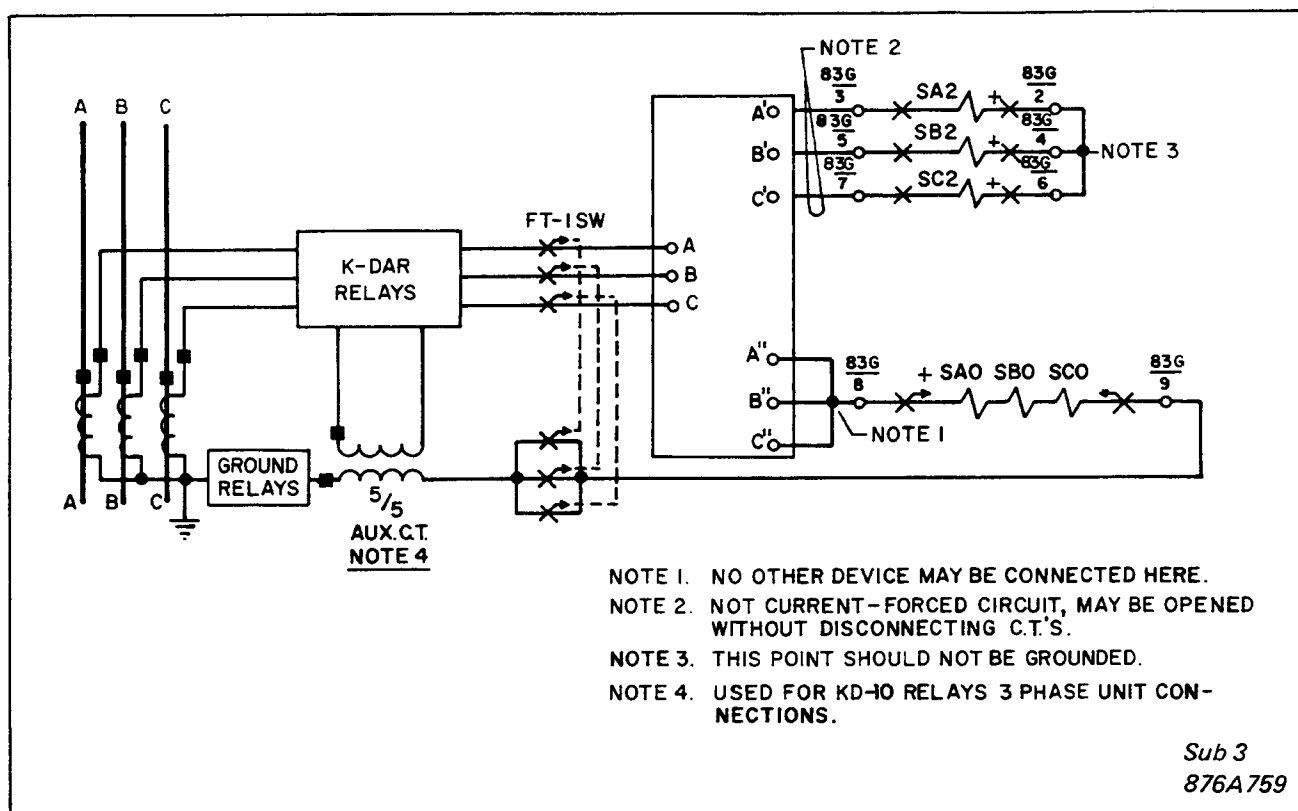 NOTE 2
83G
3
SA2
+
83G
2
A'
83G
5
SB2
+
83G
4
B'
NOTE 3
83G
7
SC2
+
83G
6
C'
A B C
FT-1SW
K-DAR
RELAYS
A
B
C
A"
B"
C"
83G
8
+ SAO SBO SCO
83G
9
NOTE 1
GROUND
RELAYS
A B C
5/5
AUX.C.T.
NOTE 4
NOTE 1. NO OTHER DEVICE MAY BE CONNECTED HERE.
NOTE 2. NOT CURRENT-FORCED CIRCUIT, MAY BE OPENED
WITHOUT DISCONNECTING C.T.'S.
NOTE 3. THIS POINT SHOULD NOT BE GROUNDED.
NOTE 4. USED FOR KD-10 RELAYS 3 PHASE UNIT CON-
NECTIONS.
Sub 3
876A759